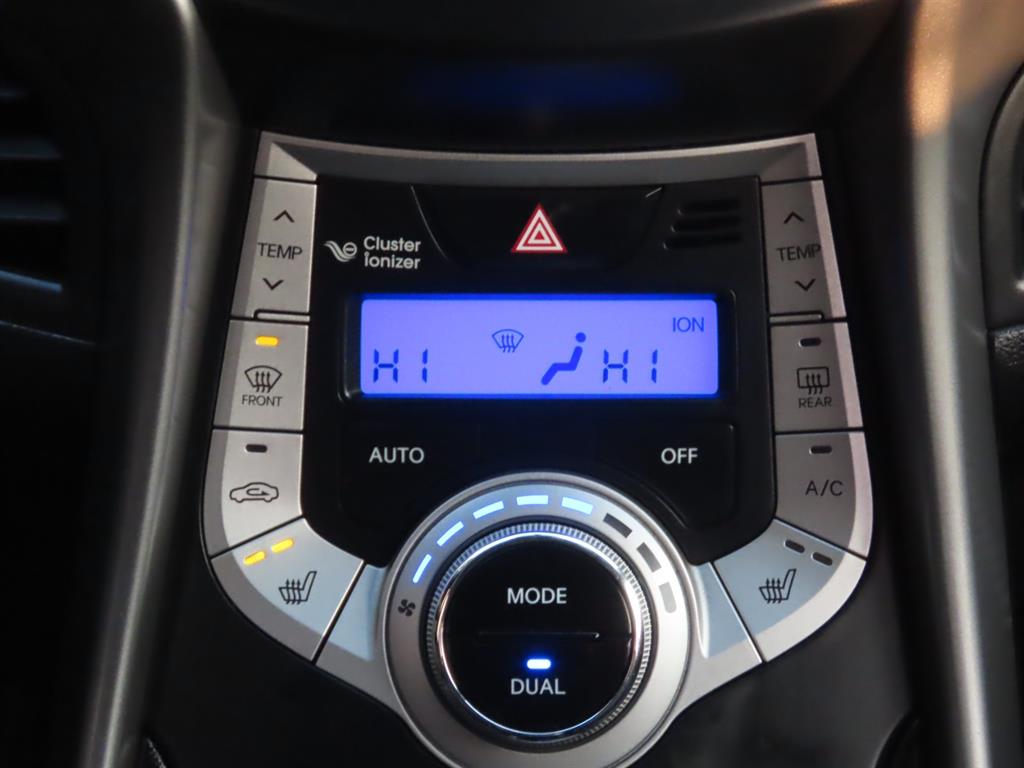 TEMP
Cluster
ionizer
TEMP
ION
HI
HI
FRONT
REAR
AUTO
OFF
A/C
MODE
DUAL